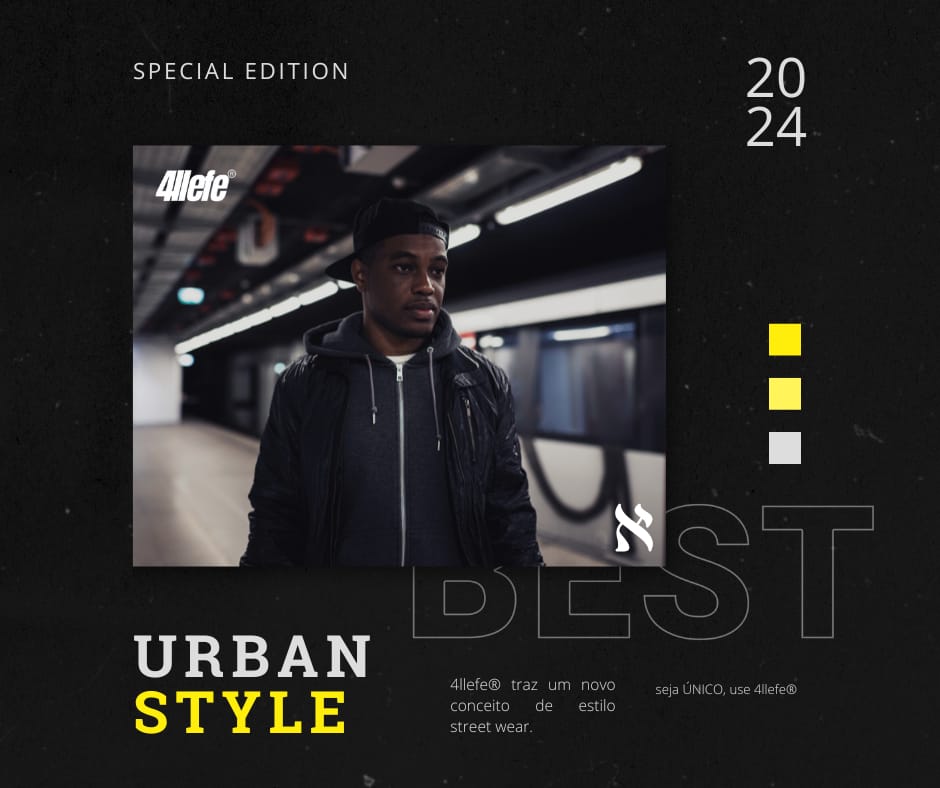 SPECIAL EDITION
20
24
4llefe®
א
BEST
URBAN
STYLE
4llefe® traz um novo
conceito de estilo
street wear.
seja ÚNICO, use 4llefe®